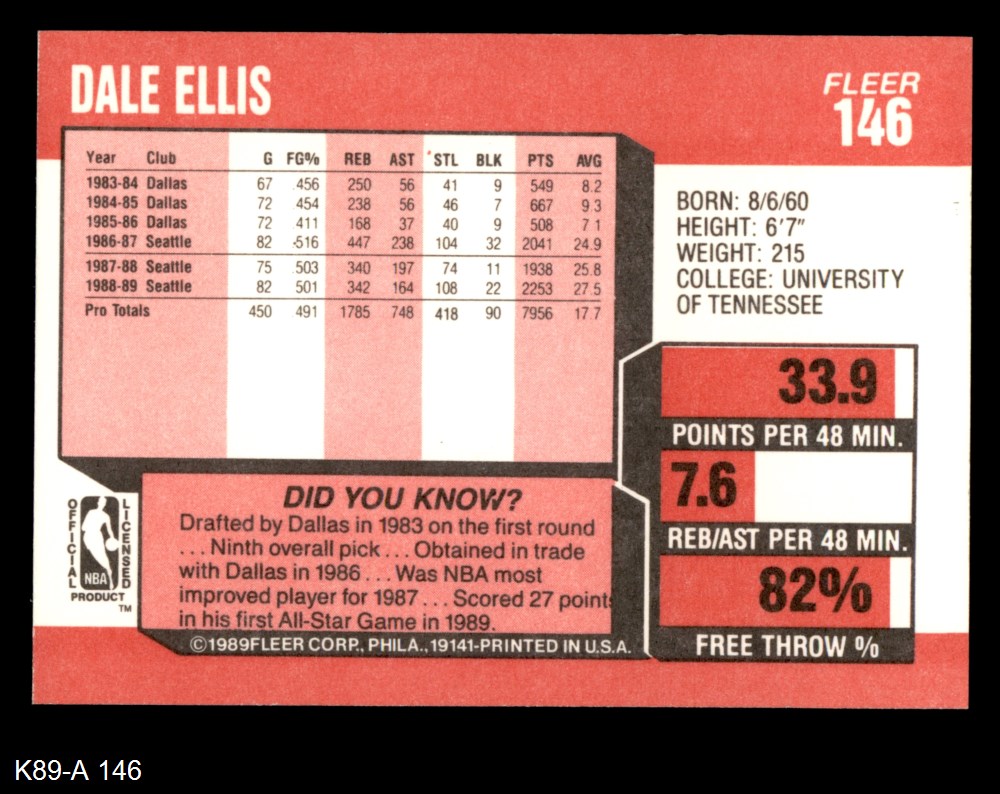 DALE ELLIS
FLEER
146
Year Club G FG% REB AST STL BLK PTS AVG
1983-84 Dallas 67 .456 250 56 41 9 549 8.2
1984-85 Dallas 72 .454 238 56 46 7 667 9.3
1985-86 Dallas 72 .411 168 37 40 9 508 7 1
1986-87 Seattle 82 .516 447 238 104 32 2041 24.9
1987-88 Seattle 75 .503 340 197 74 11 1938 25.8
1988-89 Seattle 82 501 342 164 108 22 2253 27.5
Pro Totals 450 .491 1785 748 418 90 7956 17.7
BORN: 8/6/60
HEIGHT: 6'7"
WEIGHT: 215
COLLEGE: UNIVERSITY
OF TENNESSEE
33.9
POINTS PER 48 MIN.
7.6
REB/AST PER 48 MIN.
82%
FREE THROW %
DID YOU KNOW?
Drafted by Dallas in 1983 on the first round
... Ninth overall pick ... Obtained in trade
with Dallas in 1986 ... Was NBA most
improved player for 1987 ... Scored 27 points
in his first All-Star Game in 1989.
OFFICIAL LICENSED
NBA
PRODUCT
TM
©1989FLEER CORP., PHILA., 19141-PRINTED IN U.S.A.
K89-A 146